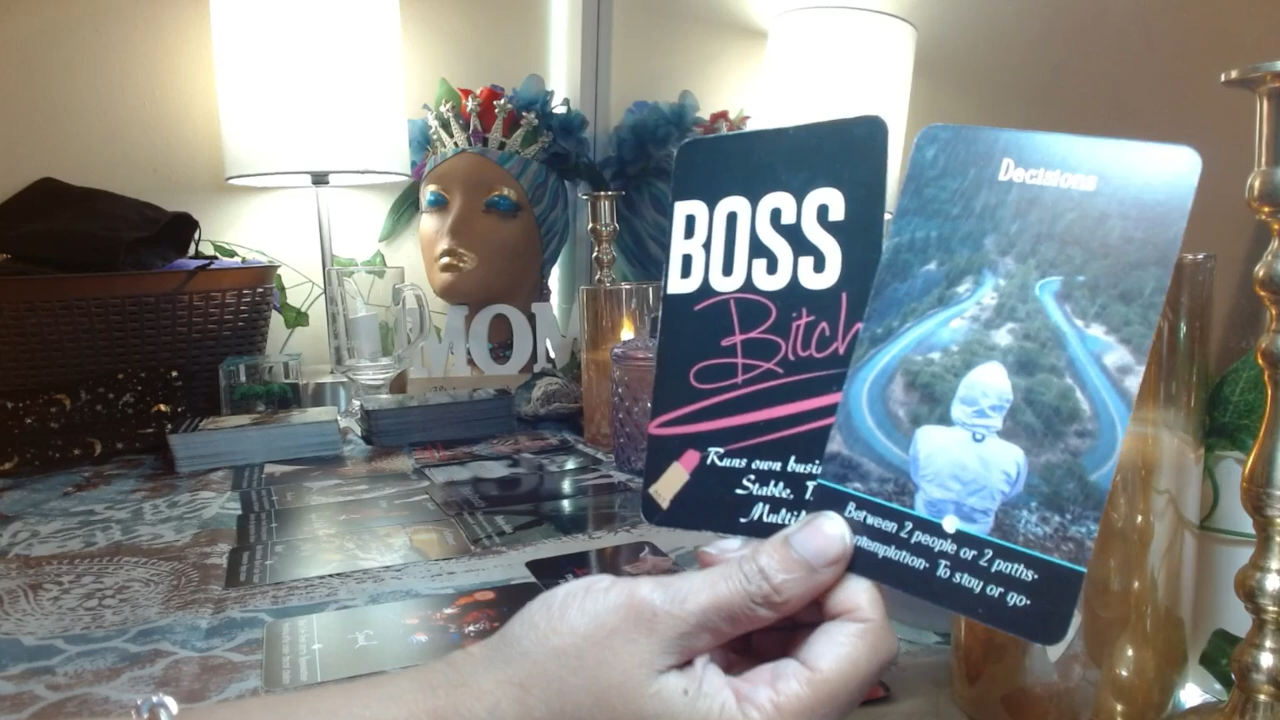 MOM
BOSS
Bitch
Runs own busi
Stable, T
Multi
Decisions
Between 2 people or 2 paths.
ntemplation. To stay or go.